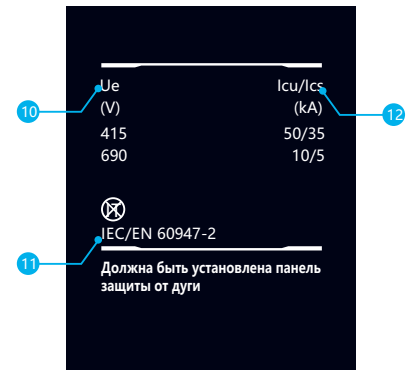 Ue Icu/Ics
(V) (kA)
415 50/35
690 10/5
IEC/EN 60947-2
Должна быть установлена панель
защиты от дуги
10
12
11